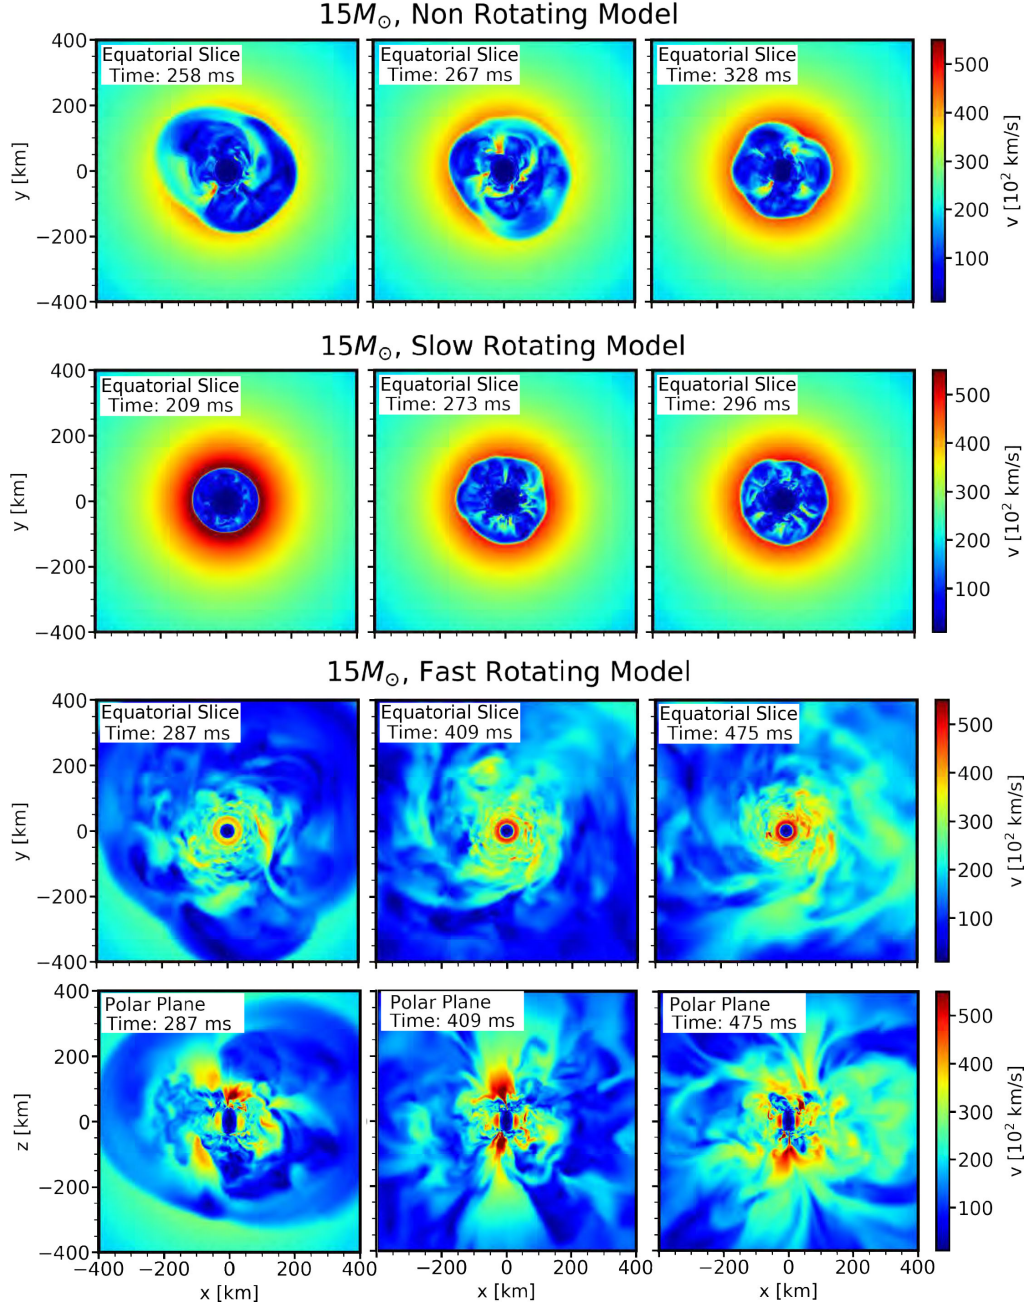 15M☉, Non Rotating Model
400
200
0
−200
−400
y [km]
Equatorial Slice
Time: 258 ms
Equatorial Slice
Time: 267 ms
Equatorial Slice
Time: 328 ms
500
400
300
200
100
v [10² km/s]
15M☉, Slow Rotating Model
400
200
0
−200
−400
y [km]
Equatorial Slice
Time: 209 ms
Equatorial Slice
Time: 273 ms
Equatorial Slice
Time: 296 ms
500
400
300
200
100
v [10² km/s]
15M☉, Fast Rotating Model
400
200
0
−200
−400
y [km]
Equatorial Slice
Time: 287 ms
Equatorial Slice
Time: 409 ms
Equatorial Slice
Time: 475 ms
500
400
300
200
100
v [10² km/s]
400
200
0
−200
−400
z [km]
Polar Plane
Time: 287 ms
Polar Plane
Time: 409 ms
Polar Plane
Time: 475 ms
500
400
300
200
100
v [10² km/s]
−400 −200 0 200 400
x [km]
−200 0 200 400
x [km]
−200 0 200 400
x [km]